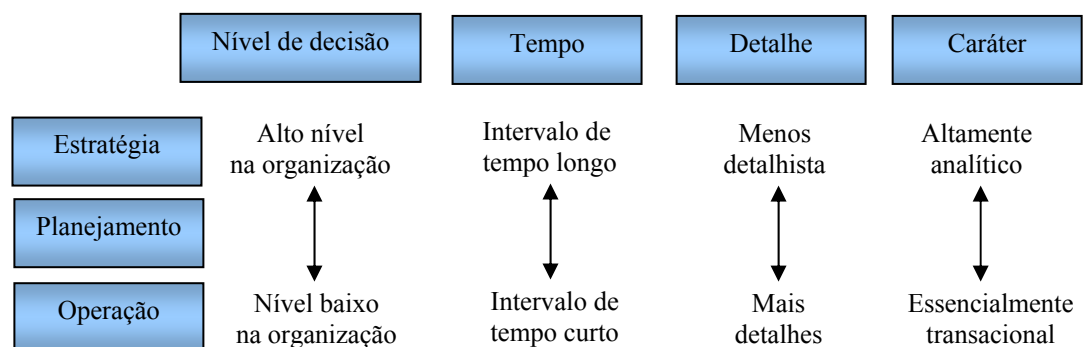 Nível de decisão
Tempo
Detalhe
Caráter
Estratégia
Alto nível
na organização
Intervalo de
tempo longo
Menos
detalhista
Altamente
analítico
Planejamento
Operação
Nível baixo
na organização
Intervalo de
tempo curto
Mais
detalhes
Essencialmente
transacional